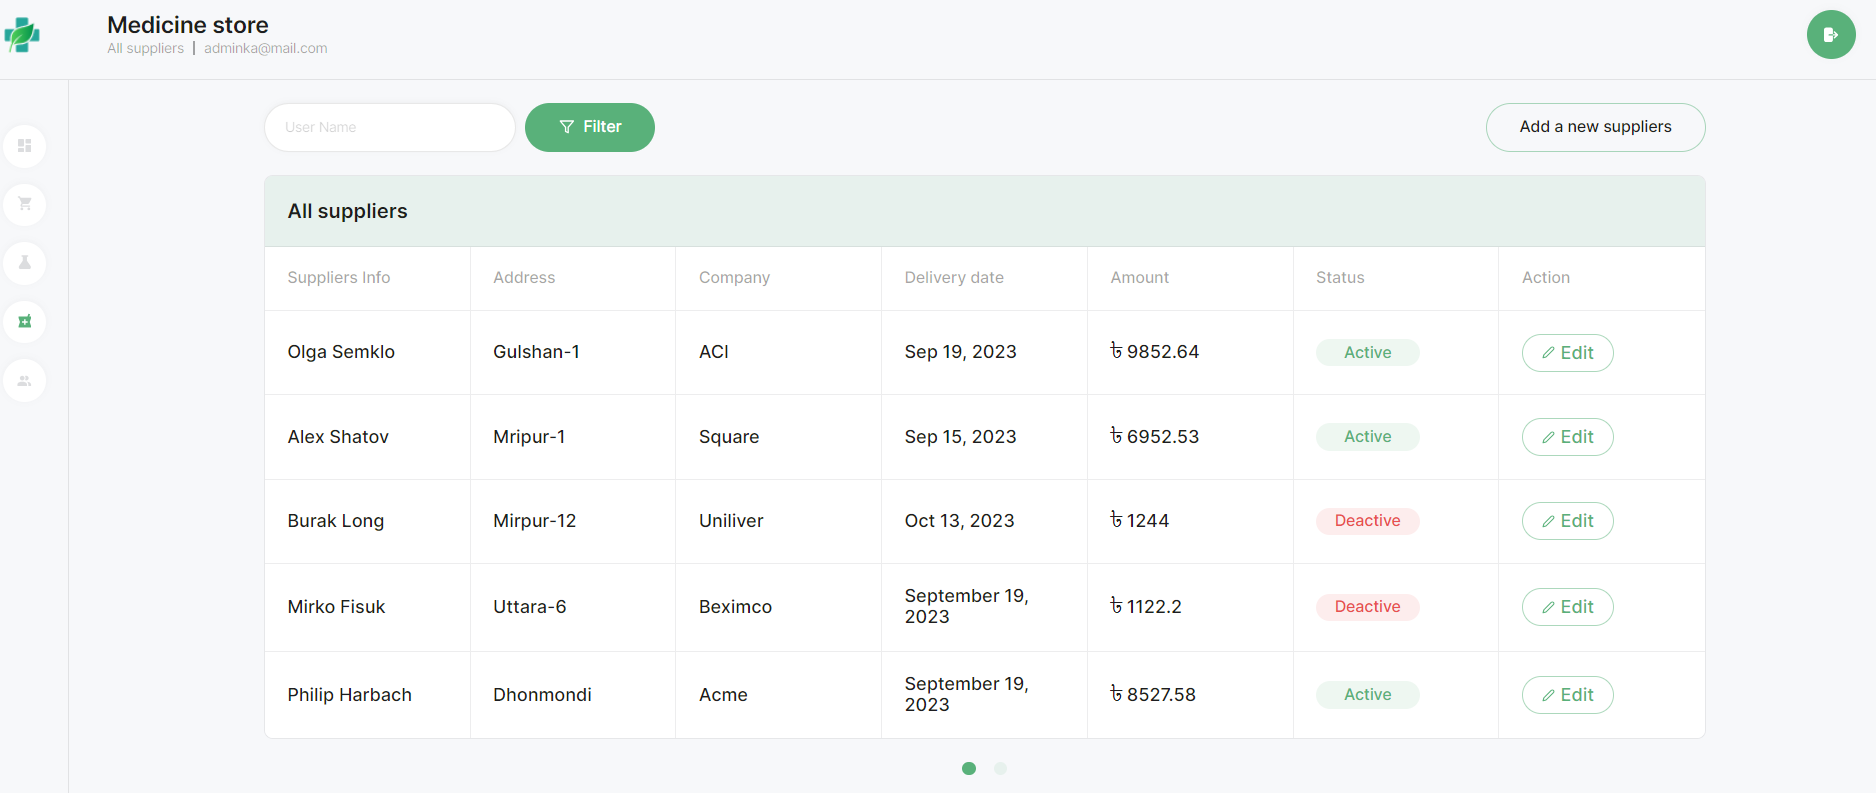 Medicine store
All suppliers | adminka@mail.com
User Name
Filter
Add a new suppliers
All suppliers
Suppliers Info Address Company Delivery date Amount Status Action
Olga Semklo Gulshan-1 ACI Sep 19, 2023 ৳ 9852.64 Active Edit
Alex Shatov Mripur-1 Square Sep 15, 2023 ৳ 6952.53 Active Edit
Burak Long Mirpur-12 Uniliver Oct 13, 2023 ৳ 1244 Deactive Edit
Mirko Fisuk Uttara-6 Beximco September 19,
2023 ৳ 1122.2 Deactive Edit
Philip Harbach Dhonmondi Acme September 19,
2023 ৳ 8527.58 Active Edit